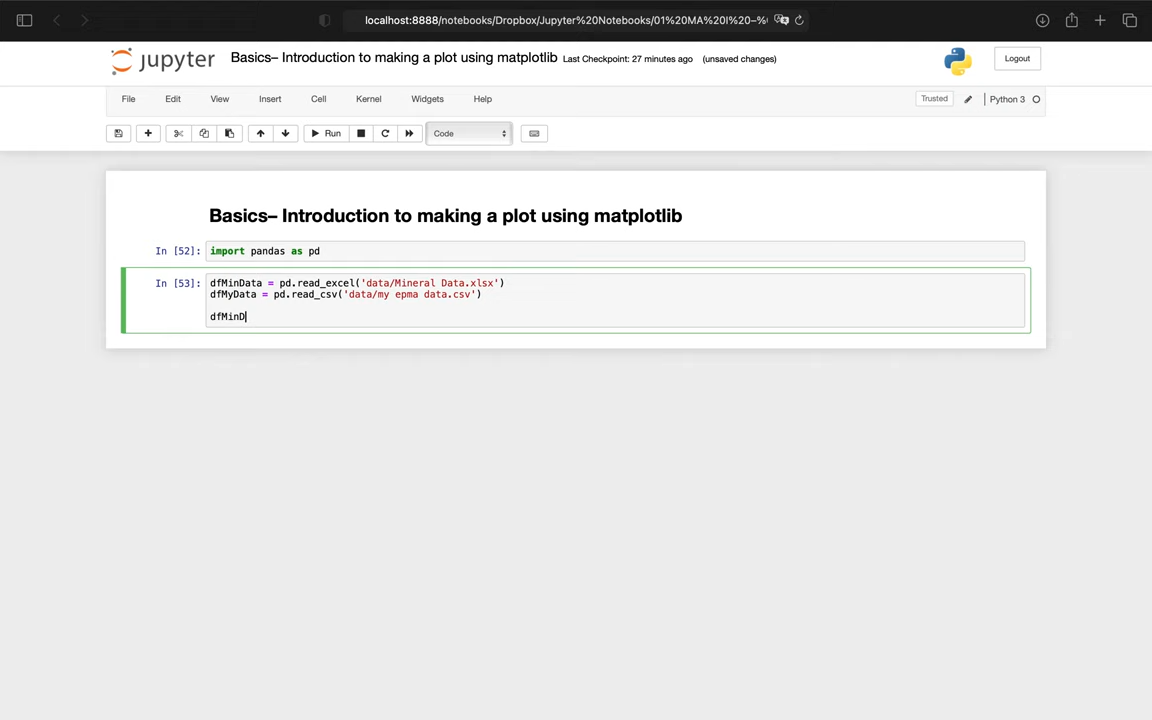 localhost:8888/notebooks/Dropbox/Jupyter%20Notebooks/01%20MA%20I%20–%
jupyter Basics– Introduction to making a plot using matplotlib Last Checkpoint: 27 minutes ago (unsaved changes) Logout
File Edit View Insert Cell Kernel Widgets Help Trusted Python 3
Run Code
Basics– Introduction to making a plot using matplotlib
In [52]: import pandas as pd
In [53]: dfMinData = pd.read_excel('data/Mineral Data.xlsx')
dfMyData = pd.read_csv('data/my epma data.csv')
dfMinD